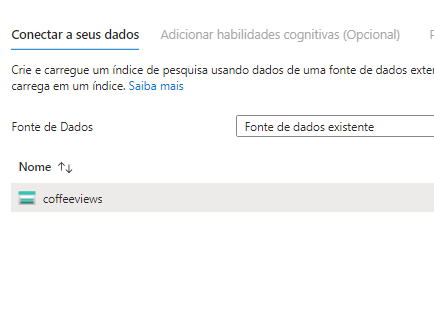 Conectar a seus dados Adicionar habilidades cognitivas (Opcional)
Crie e carregue um índice de pesquisa usando dados de uma fonte de dados exter
carrega em um índice. Saiba mais
Fonte de Dados Fonte de dados existente
Nome ↑↓
coffeeviews